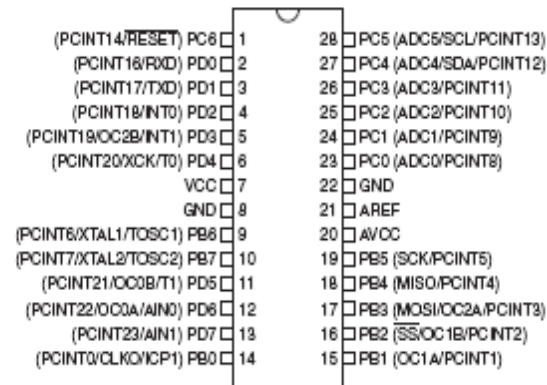 (PCINT14/RESET) PC6 1 28 PC5 (ADC5/SCL/PCINT13)
(PCINT16/RXD) PD0 2 27 PC4 (ADC4/SDA/PCINT12)
(PCINT17/TXD) PD1 3 26 PC3 (ADC3/PCINT11)
(PCINT18/INT0) PD2 4 25 PC2 (ADC2/PCINT10)
(PCINT19/OC2B/INT1) PD3 5 24 PC1 (ADC1/PCINT9)
(PCINT20/XCK/T0) PD4 6 23 PC0 (ADC0/PCINT8)
VCC 7 22 GND
GND 8 21 AREF
(PCINT6/XTAL1/TOSC1) PB6 9 20 AVCC
(PCINT7/XTAL2/TOSC2) PB7 10 19 PB5 (SCK/PCINT5)
(PCINT21/OC0B/T1) PD5 11 18 PB4 (MISO/PCINT4)
(PCINT22/OC0A/AIN0) PD6 12 17 PB3 (MOSI/OC2A/PCINT3)
(PCINT23/AIN1) PD7 13 16 PB2 (SS/OC1B/PCINT2)
(PCINT0/CLKO/ICP1) PB0 14 15 PB1 (OC1A/PCINT1)